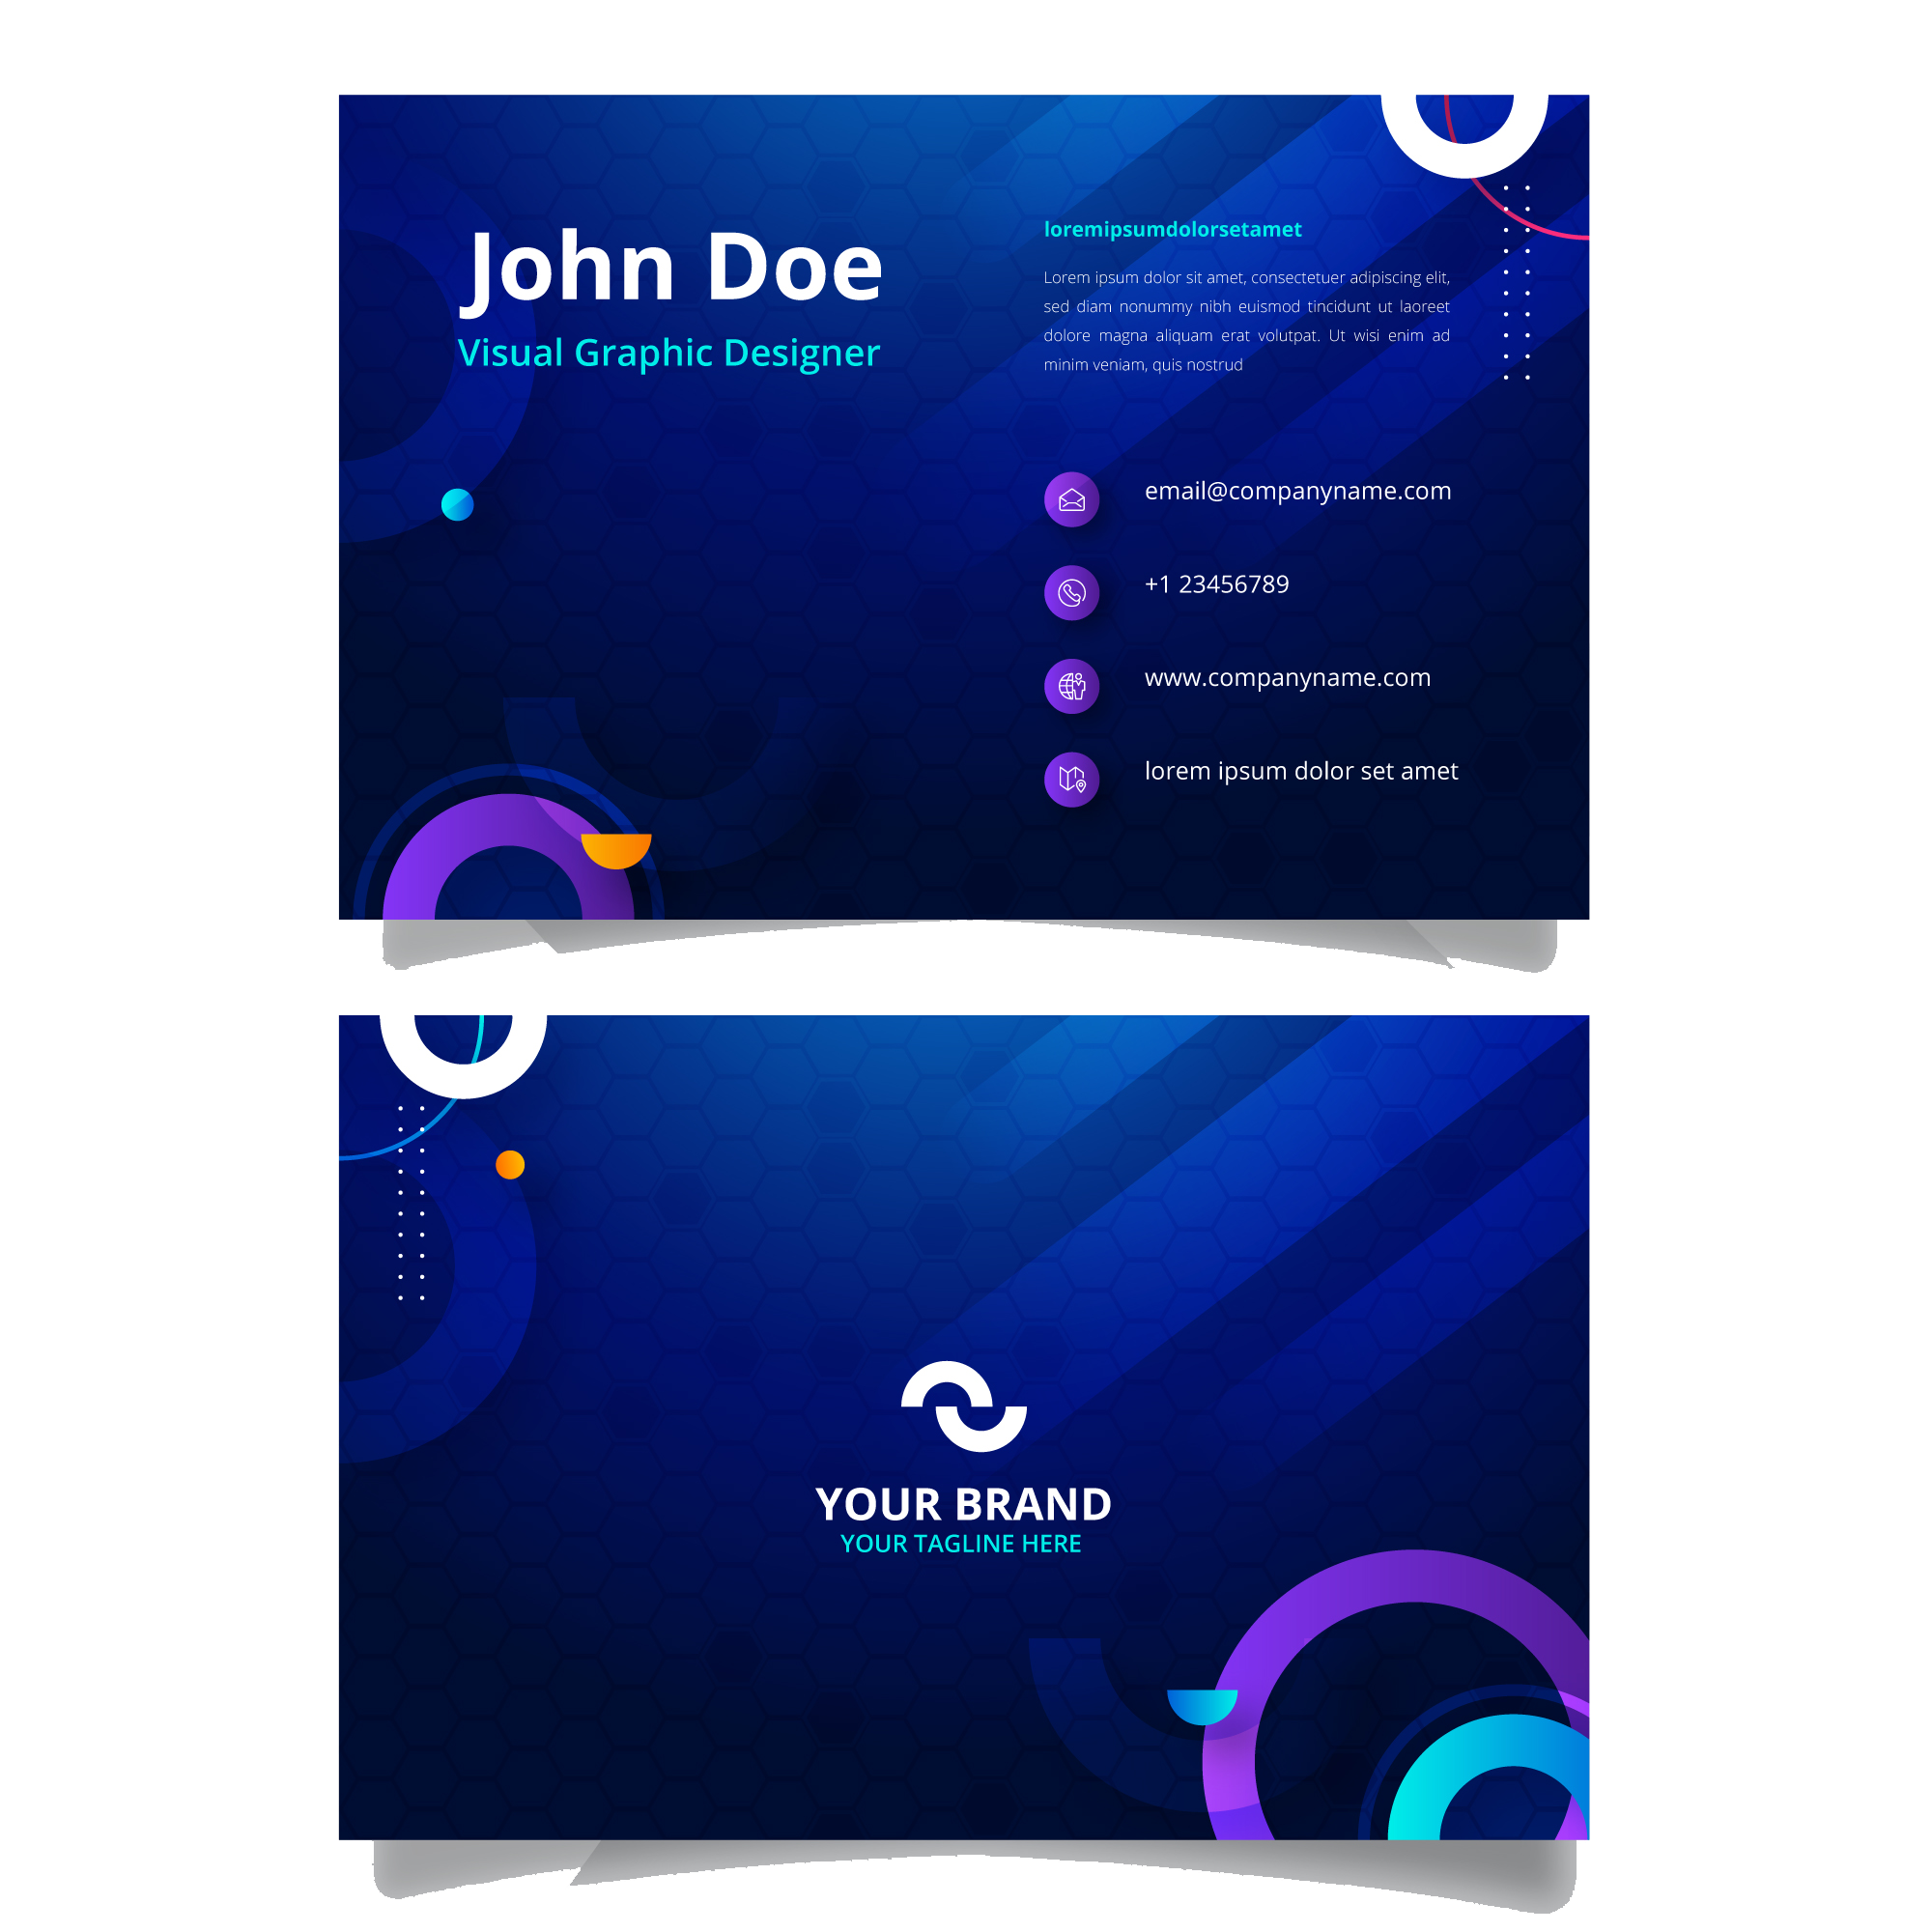 John Doe
Visual Graphic Designer
loremipsumdolorsetamet
Lorem ipsum dolor sit amet, consectetuer adipiscing elit,
sed diam nonummy nibh euismod tincidunt ut laoreet
dolore magna aliquam erat volutpat. Ut wisi enim ad
minim veniam, quis nostrud
email@companyname.com
+1 23456789
www.companyname.com
lorem ipsum dolor set amet
YOUR BRAND
YOUR TAGLINE HERE